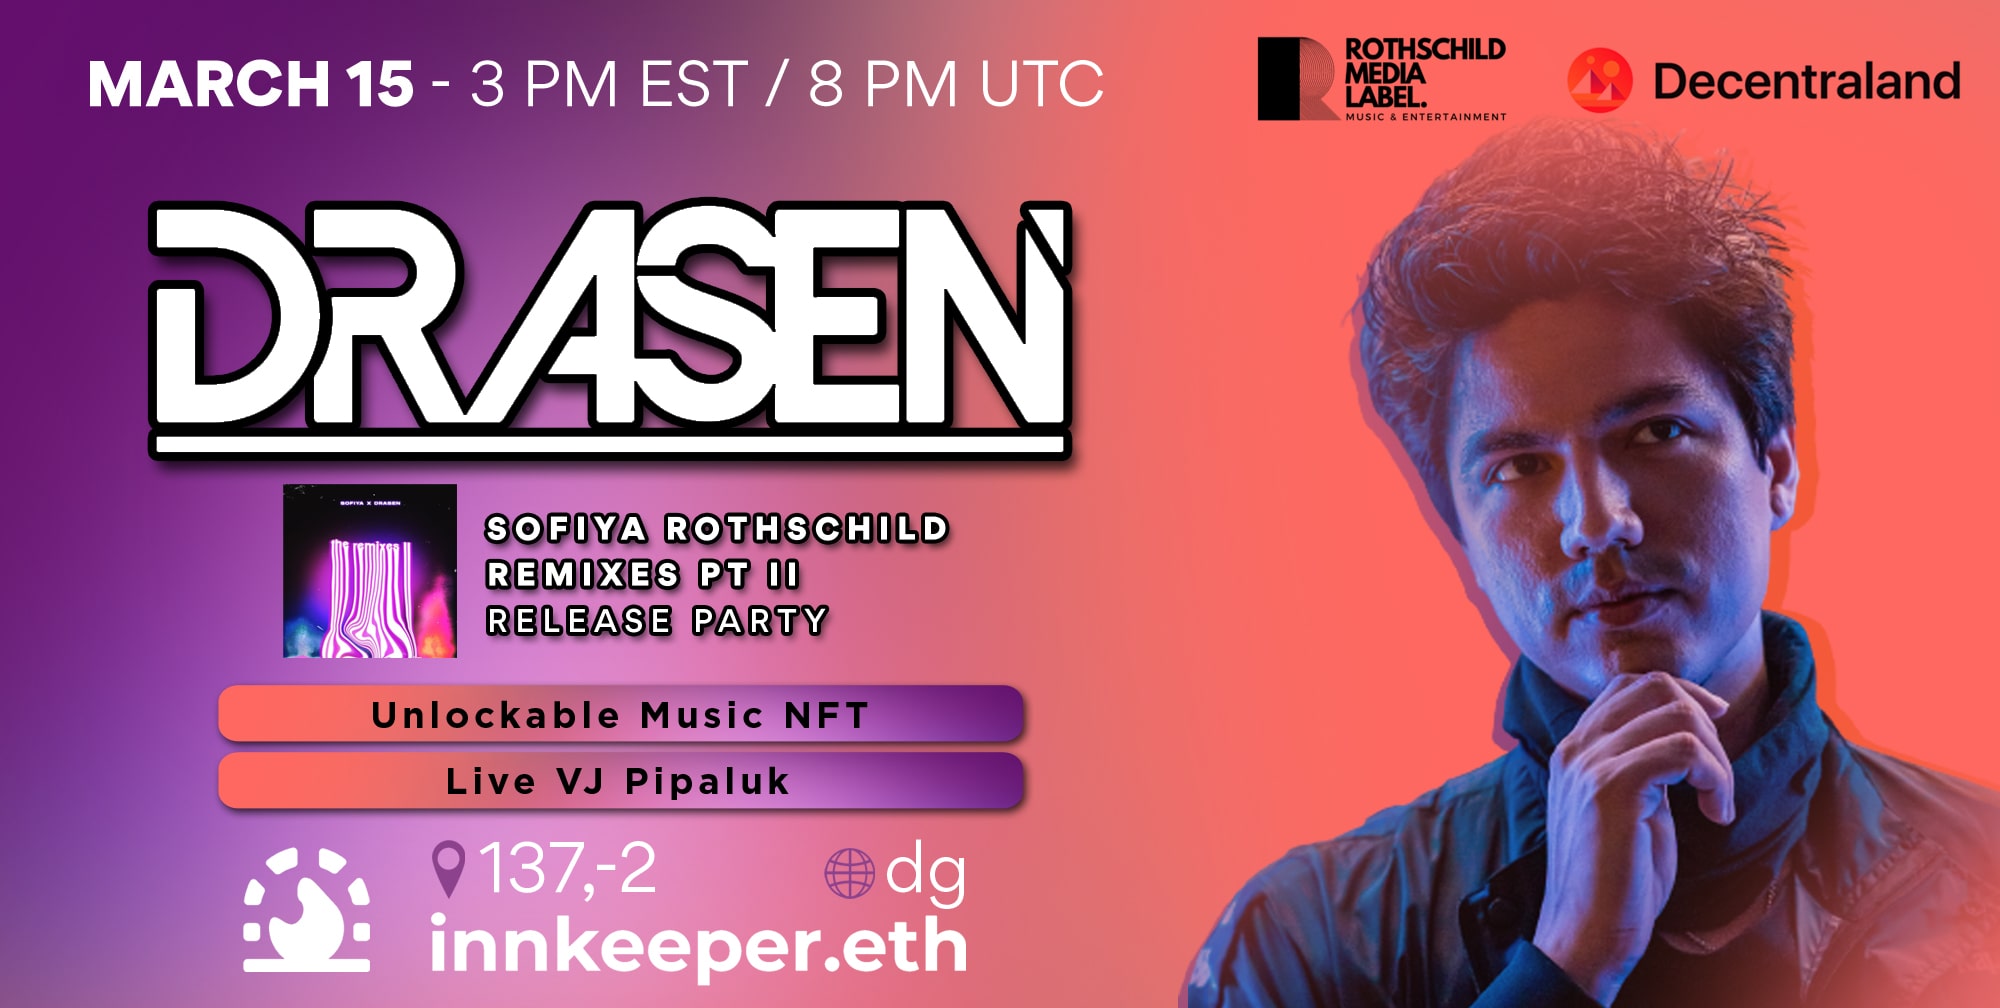 MARCH 15 - 3 PM EST / 8 PM UTC
ROTHSCHILD
MEDIA
LABEL.
MUSIC & ENTERTAINMENT
Decentraland
DRASEN
SOFIYA X DRASEN
the remixes II
SOFIYA ROTHSCHILD
REMIXES PT II
RELEASE PARTY
Unlockable Music NFT
Live VJ Pipaluk
137,-2
dg
innkeeper.eth